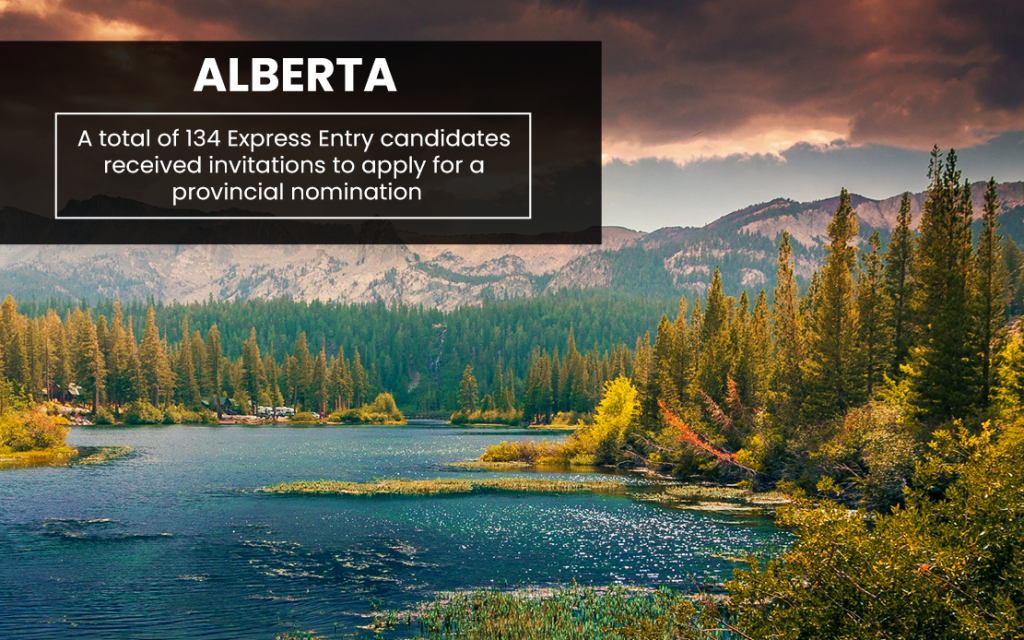 ALBERTA
A total of 134 Express Entry candidates
received invitations to apply for a
provincial nomination